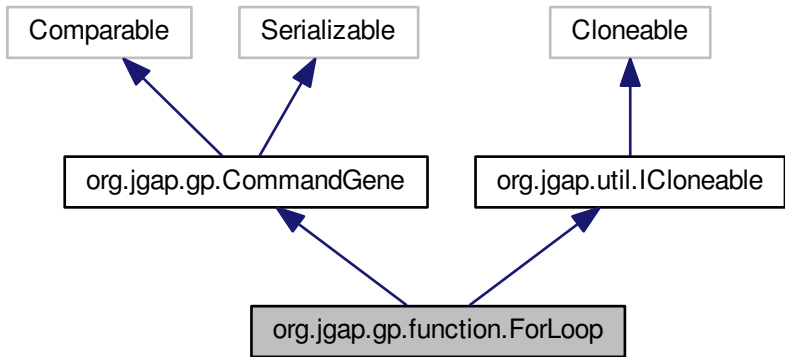 Comparable
Serializable
Cloneable
org.jgap.gp.CommandGene
org.jgap.util.ICloneable
org.jgap.gp.function.ForLoop